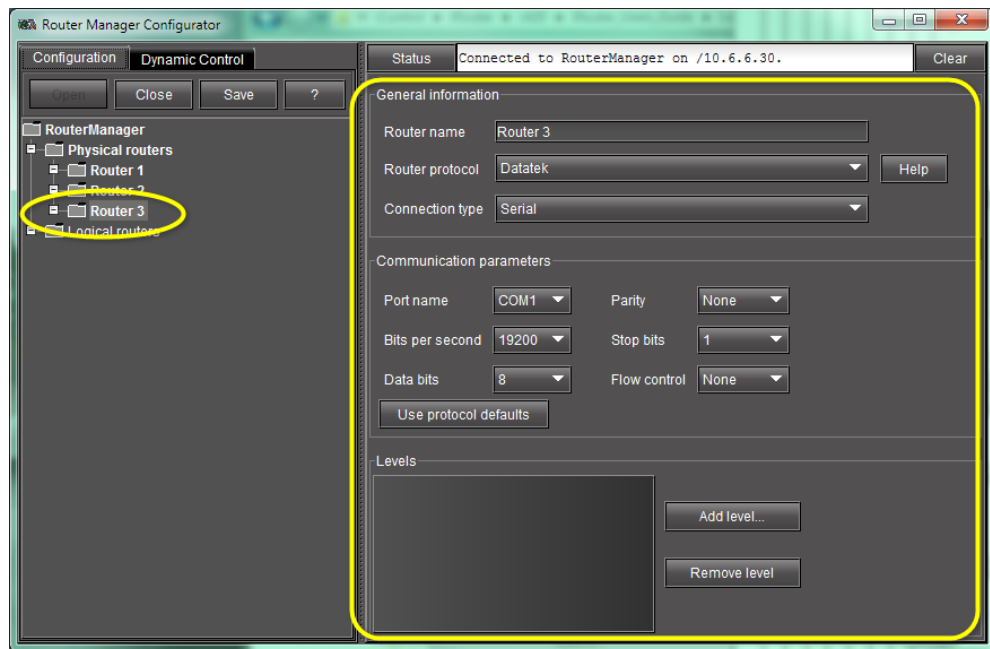 Router Manager Configurator
Configuration Dynamic Control
Open Close Save ?
RouterManager
Physical routers
Router 1
Router 2
Router 3
Logical routers
Status Connected to RouterManager on /10.6.6.30. Clear
General information
Router name Router 3
Router protocol Datatek Help
Connection type Serial
Communication parameters
Port name COM1 Parity None
Bits per second 19200 Stop bits 1
Data bits 8 Flow control None
Use protocol defaults
Levels
Add level...
Remove level